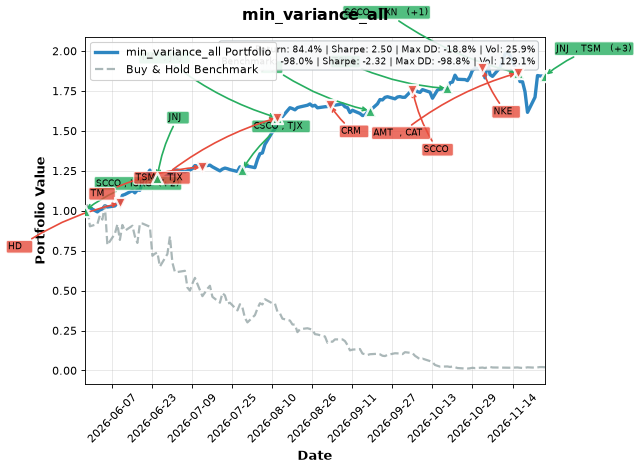 SCCO, TXN (+1)
min_variance_all
JNJ , TSM (+3)
min_variance_all Portfolio
Buy & Hold Benchmark
rn: 84.4% | Sharpe: 2.50 | Max DD: -18.8% | Vol: 25.9%
-98.0% | Sharpe: -2.32 | Max DD: -98.8% | Vol: 129.1%
JNJ
CSCO , TJX
CRM
AMT , CAT
SCCO
NKE
TSM , TJX
SCCO
TM
HD
Portfolio Value
2.00
1.75
1.50
1.25
1.00
0.75
0.50
0.25
0.00
2026-06-07
2026-06-23
2026-07-09
2026-07-25
2026-08-10
2026-08-26
2026-09-11
2026-09-27
2026-10-13
2026-10-29
2026-11-14
Date